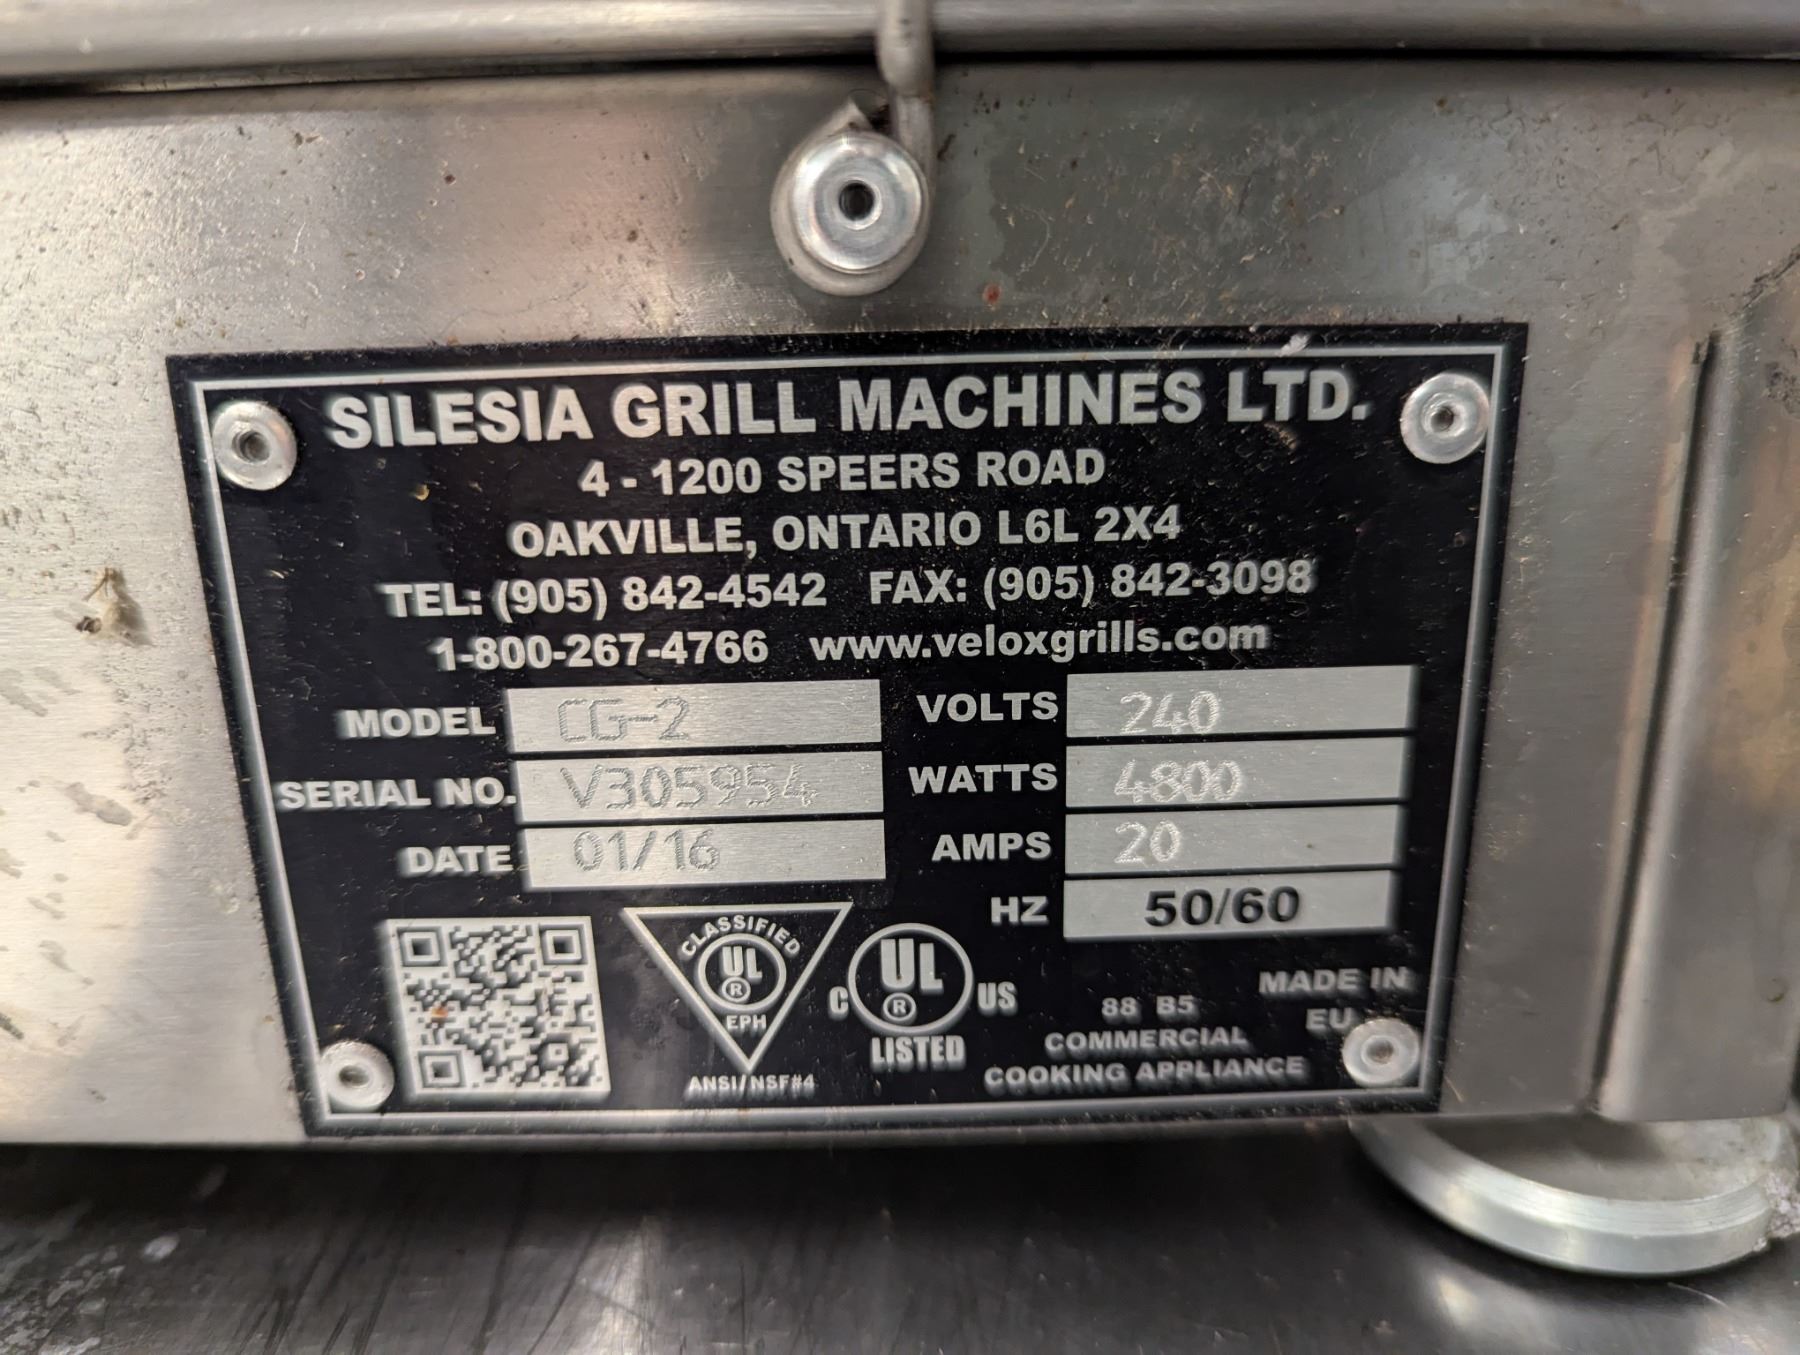 SILESIA GRILL MACHINES LTD.
4 - 1200 SPEERS ROAD
OAKVILLE, ONTARIO L6L 2X4
TEL: (905) 842-4542 FAX: (905) 842-3098
1-800-267-4766 www.veloxgrills.com
MODEL CG-2
SERIAL NO. V305954
DATE 01/16
VOLTS 240
WATTS 4800
AMPS 20
HZ 50/60
CLASSIFIED
UL
®
EPH
ANSI/NSF#4
C UL US
®
LISTED
88 B5
COMMERCIAL
COOKING APPLIANCE
MADE IN
EU